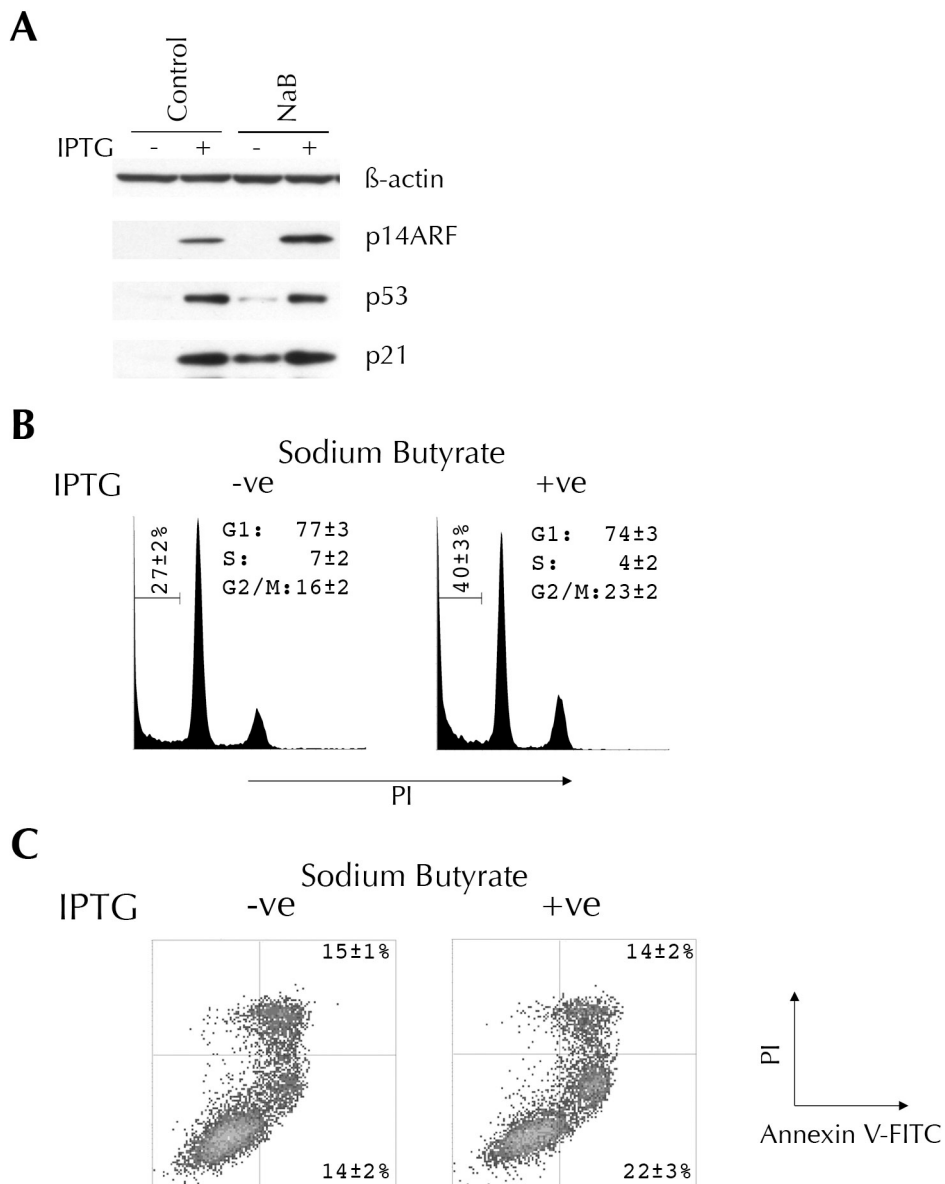 A
Control
NaB
IPTG - + - +
ß-actin
p14ARF
p53
p21
B
Sodium Butyrate
IPTG -ve +ve
27±2%
G1: 77±3
S: 7±2
G2/M:16±2
40±3%
G1: 74±3
S: 4±2
G2/M:23±2
PI
C
Sodium Butyrate
IPTG -ve +ve
15±1%
14±2%
14±2%
22±3%
PI
Annexin V-FITC